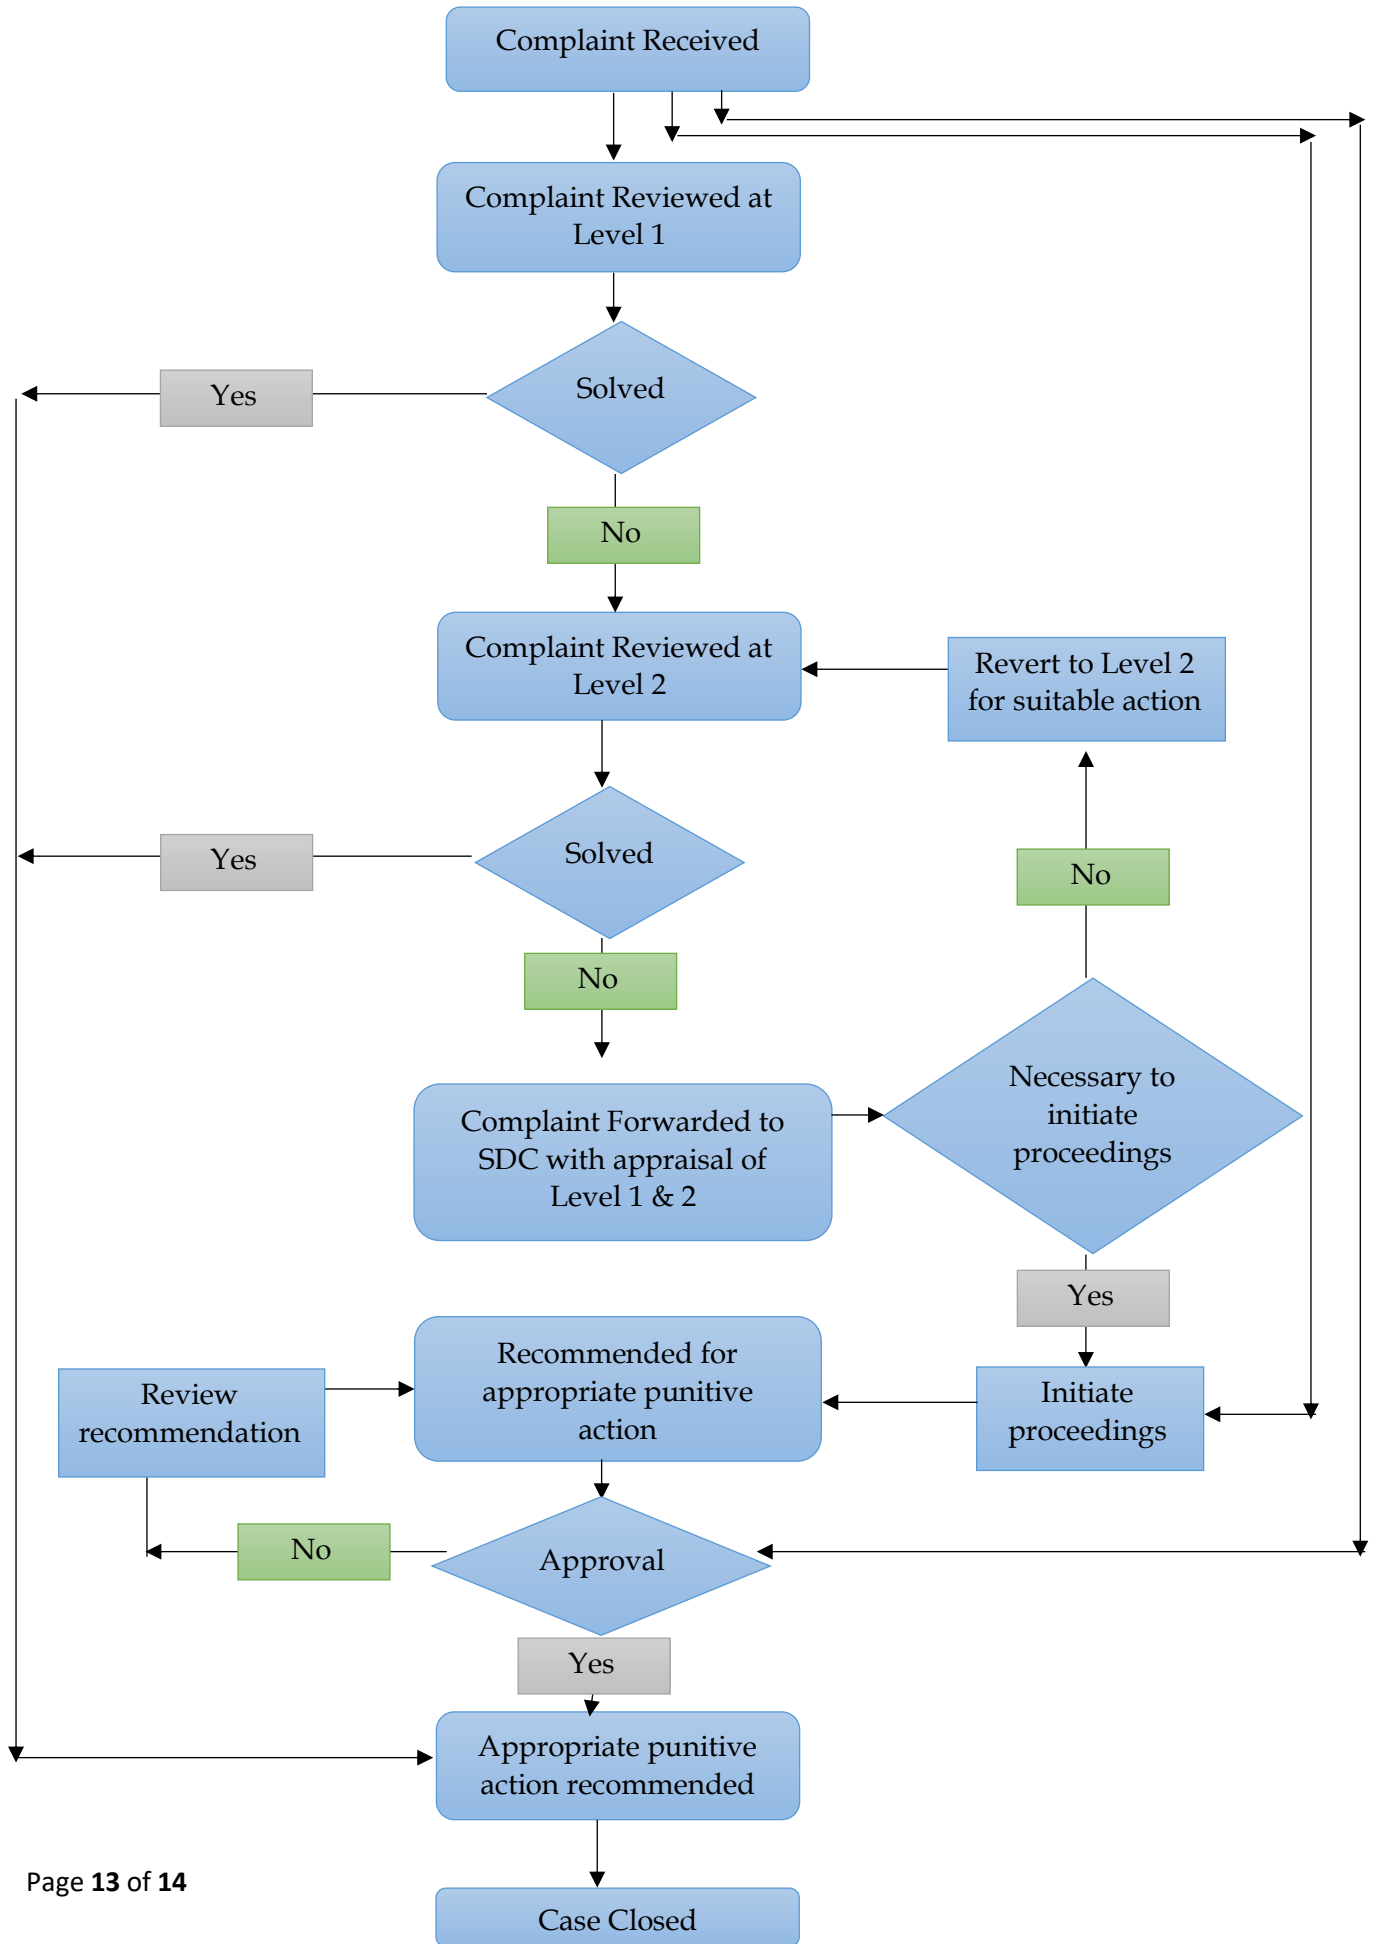 Complaint Received
Complaint Reviewed at
Level 1
Solved
Yes
No
Complaint Reviewed at
Level 2
Revert to Level 2
for suitable action
Solved
Yes
No
No
Complaint Forwarded to
SDC with appraisal of
Level 1 & 2
Necessary to
initiate
proceedings
Yes
Recommended for
appropriate punitive
action
Review
recommendation
Initiate
proceedings
No
Approval
Yes
Appropriate punitive
action recommended
Page 13 of 14
Case Closed